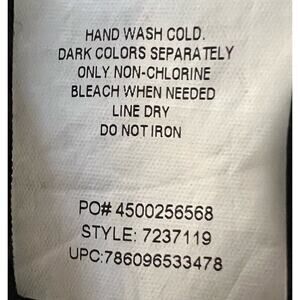 HAND WASH COLD.
DARK COLORS SEPARATELY
ONLY NON-CHLORINE
BLEACH WHEN NEEDED
LINE DRY
DO NOT IRON
PO# 4500256568
STYLE: 7237119
UPC:786096533478